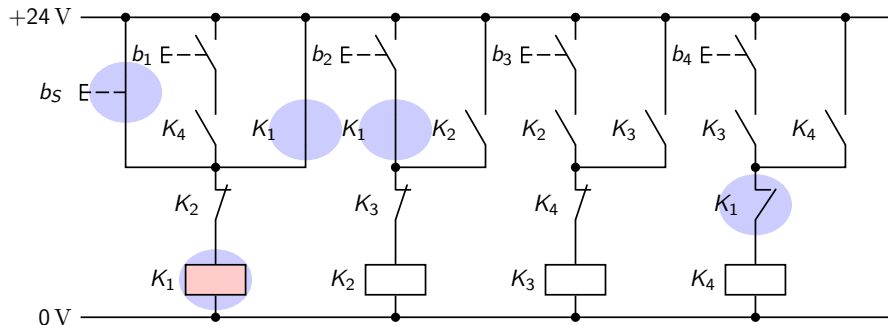 +24 V
b1 b2 b3 b4
bS
K4 K1 K1 K2 K2 K3 K3 K4
K2 K3 K4 K1
K1 K2 K3 K4
0 V